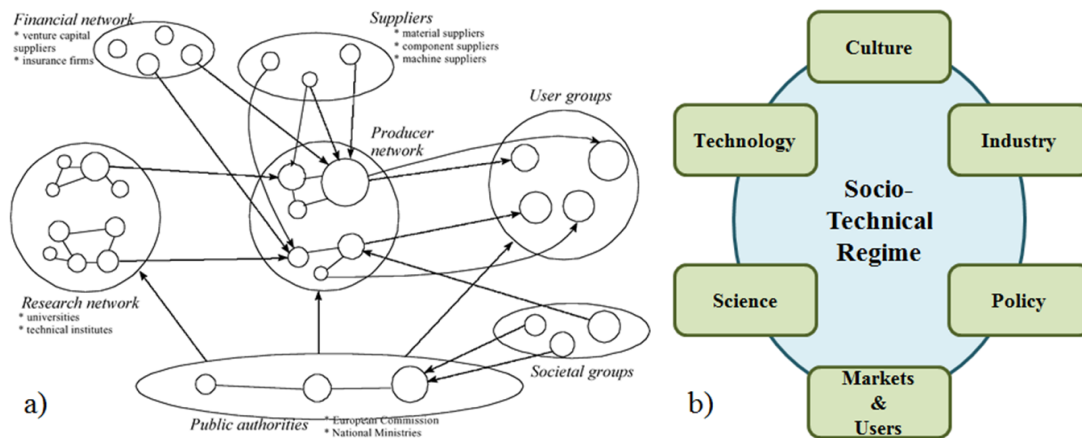 Financial network
* venture capital
suppliers
* insurance firms
Suppliers
* material suppliers
* component suppliers
* machine suppliers
User groups
Producer
network
Research network
* universities
* technical institutes
Societal groups
Public authorities
* European Commission
* National Ministries
a)
Culture
Technology
Industry
Socio-
Technical
Regime
Science
Policy
Markets
&
Users
b)